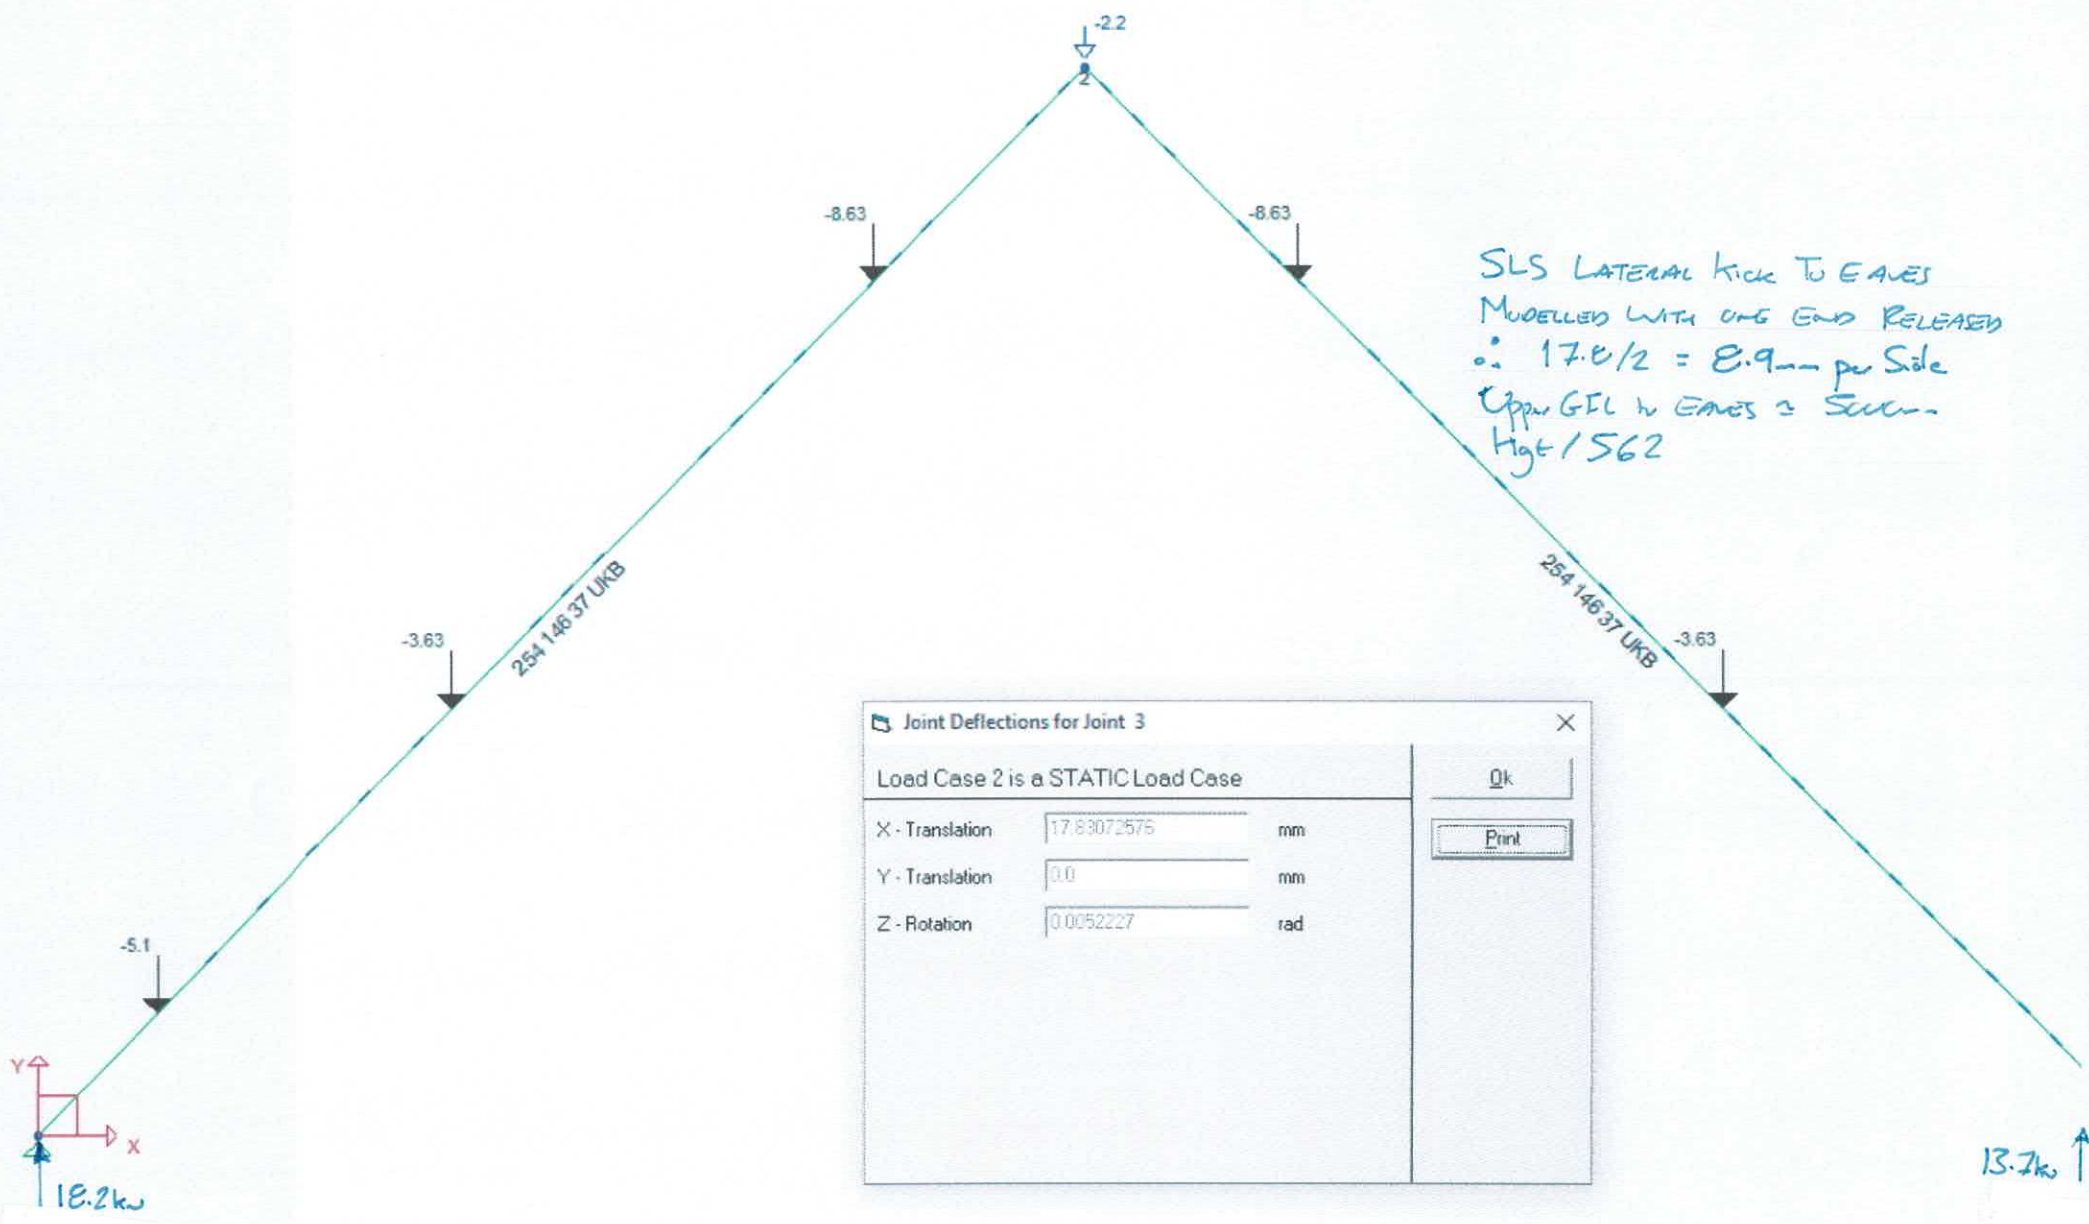 -2.2
2
-8.63
-8.63
SLS LATERAL KICK TO EAVES
MODELLED WITH ONE END RELEASED
∴ 17.8/2 = 8.9mm per Side
Upper GFL to EAVES ≈
Hgt/562
254 146 37 UKB
254 146 37 UKB
-3.63
-3.63
Joint Deflections for Joint 3
Load Case 2 is a STATIC Load Case
Ok
X - Translation
17.83072576
mm
Print
Y - Translation
0.0
mm
Z - Rotation
0.0052227
rad
-5.1
Y
X
18.2kN
13.7kN